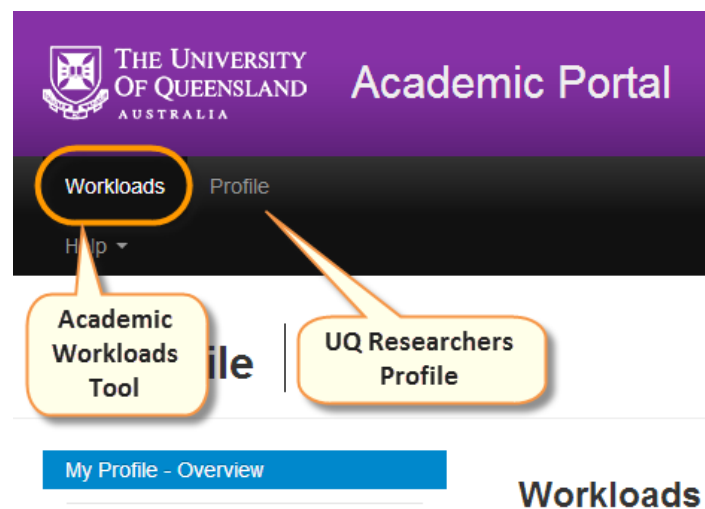 THE UNIVERSITY
OF QUEENSLAND
AUSTRALIA
Academic Portal
Workloads
Profile
Help
Academic
Workloads
Tool
ile
UQ Researchers
Profile
My Profile - Overview
Workloads